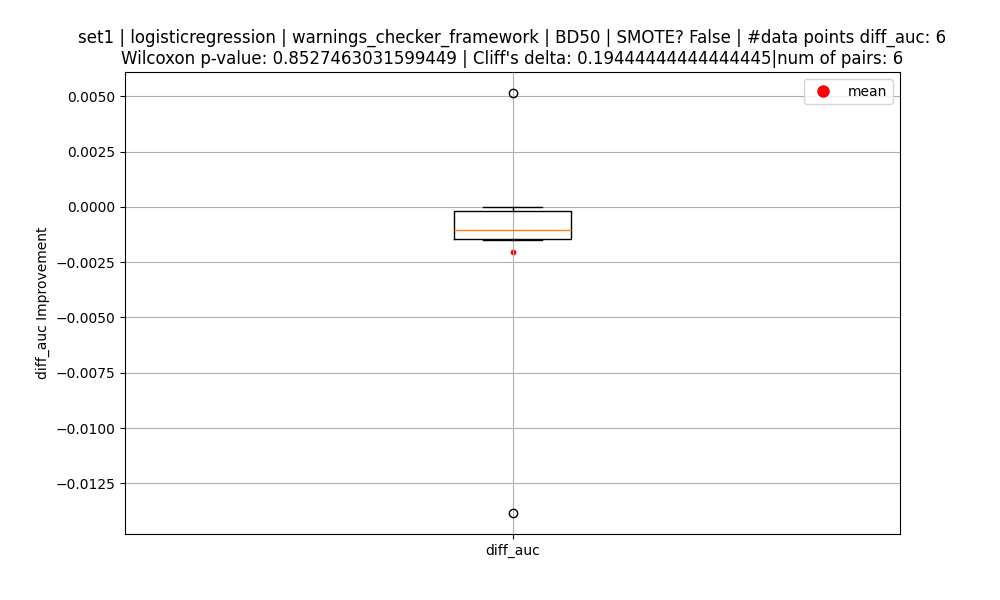 set1 | logisticregression | warnings_checker_framework | BD50 | SMOTE? False | #data points diff_auc: 6
Wilcoxon p-value: 0.8527463031599449 | Cliff's delta: 0.19444444444444445|num of pairs: 6
mean
0.0050
0.0025
0.0000
−0.0025
−0.0050
−0.0075
−0.0100
−0.0125
diff_auc Improvement
diff_auc